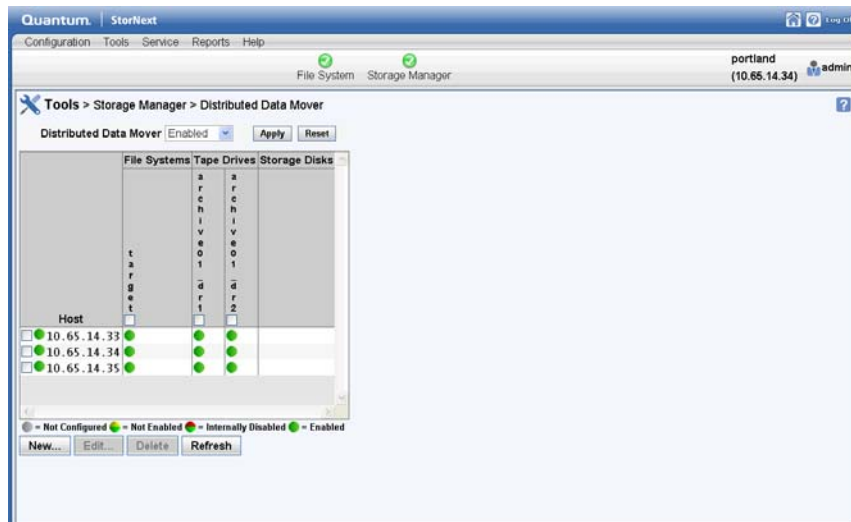 Quantum. StorNext
Log O
Configuration Tools Service Reports Help
File System Storage Manager
portland
(10.65.14.34)
admin
Tools > Storage Manager > Distributed Data Mover
?
Distributed Data Mover Enabled Apply Reset
File Systems Tape Drives Storage Disks
target
archive01_dr1
archive01_dr2
Host
10.65.14.33
10.65.14.34
10.65.14.35
= Not Configured = Not Enabled = Internally Disabled = Enabled
New... Edit... Delete Refresh